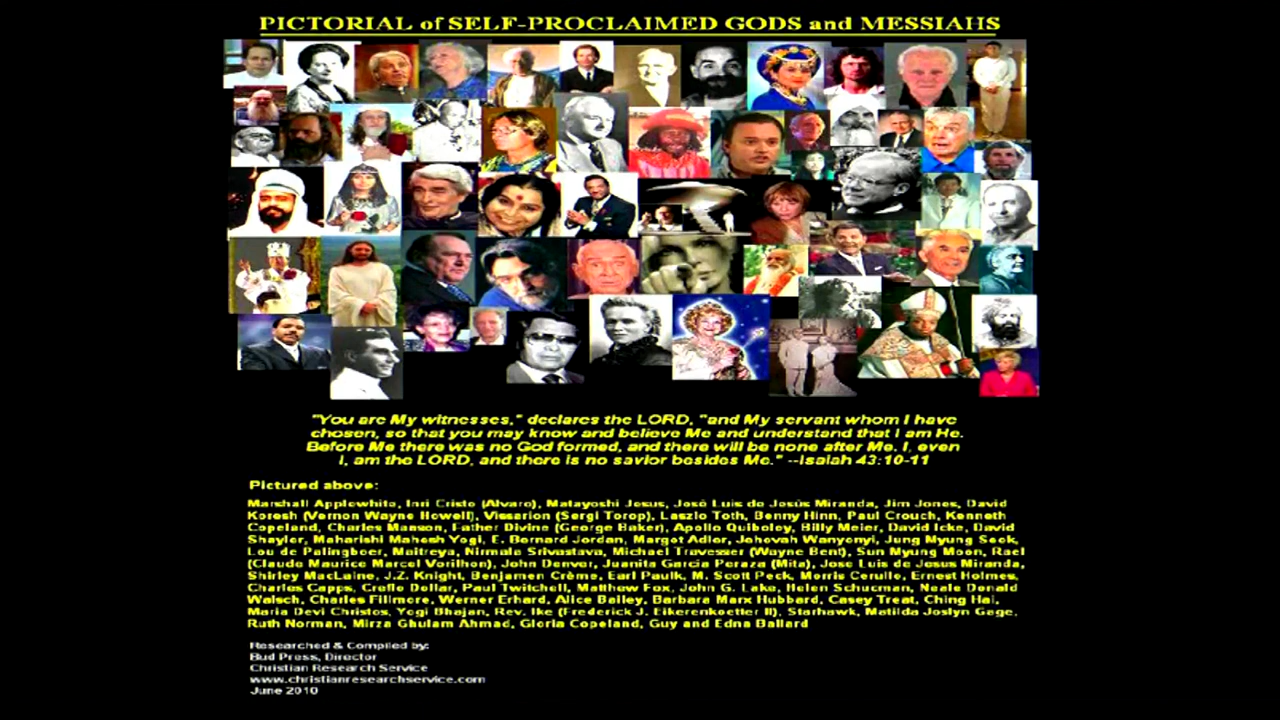 PICTORIAL of SELF-PROCLAIMED GODS and MESSIAHS
"You are My witnesses," declares the LORD, "and My servant whom I have
chosen, so that you may know and believe Me and understand that I am He.
Before Me there was no God formed, and there will be none after Me. I, even
I, am the LORD, and there is no savior besides Me." --Isaiah 43:10-11
Pictured above:
Marshall Applewhite, Inri Cristo (Alvaro), Matayoshi Jesus, José Luis de Jesús Miranda, Jim Jones, David
Koresh (Vernon Wayne Howell), Vissarion (Sergi Torop), Laszlo Toth, Benny Hinn, Paul Crouch, Kenneth
Copeland, Charles Manson, Father Divine (George Baker), Apollo Quiboloy, Billy Meier, David Icke, David
Shayler, Maharishi Mahesh Yogi, E. Bernard Jordan, Margot Adler, Jehovah Wanyonyi, Jung Myung Seok,
Lou de Palingboer, Maitreya, Nirmala Srivastava, Michael Travesser (Wayne Bent), Sun Myung Moon, Rael
(Claude Maurice Marcel Vorilhon), John Denver, Juanita Garcia Peraza (Mita), Jose Luis de Jesus Miranda,
Shirley MacLaine, J.Z. Knight, Benjamen Crème, Earl Paulk, M. Scott Peck, Morris Cerullo, Ernest Holmes,
Charles Capps, Creflo Dollar, Paul Twitchell, Matthew Fox, John G. Lake, Helen Schucman, Neale Donald
Walsch, Charles Fillmore, Werner Erhard, Alice Bailey, Barbara Marx Hubbard, Casey Treat, Ching Hai,
Maria Devi Christos, Yogi Bhajan, Rev. Ike (Frederick J. Eikerenkoetter II), Starhawk, Matilda Joslyn Gage,
Ruth Norman, Mirza Ghulam Ahmad, Gloria Copeland, Guy and Edna Ballard
Researched & Compiled by:
Bud Press, Director
Christian Research Service
www.christianresearchservice.com
June 2010